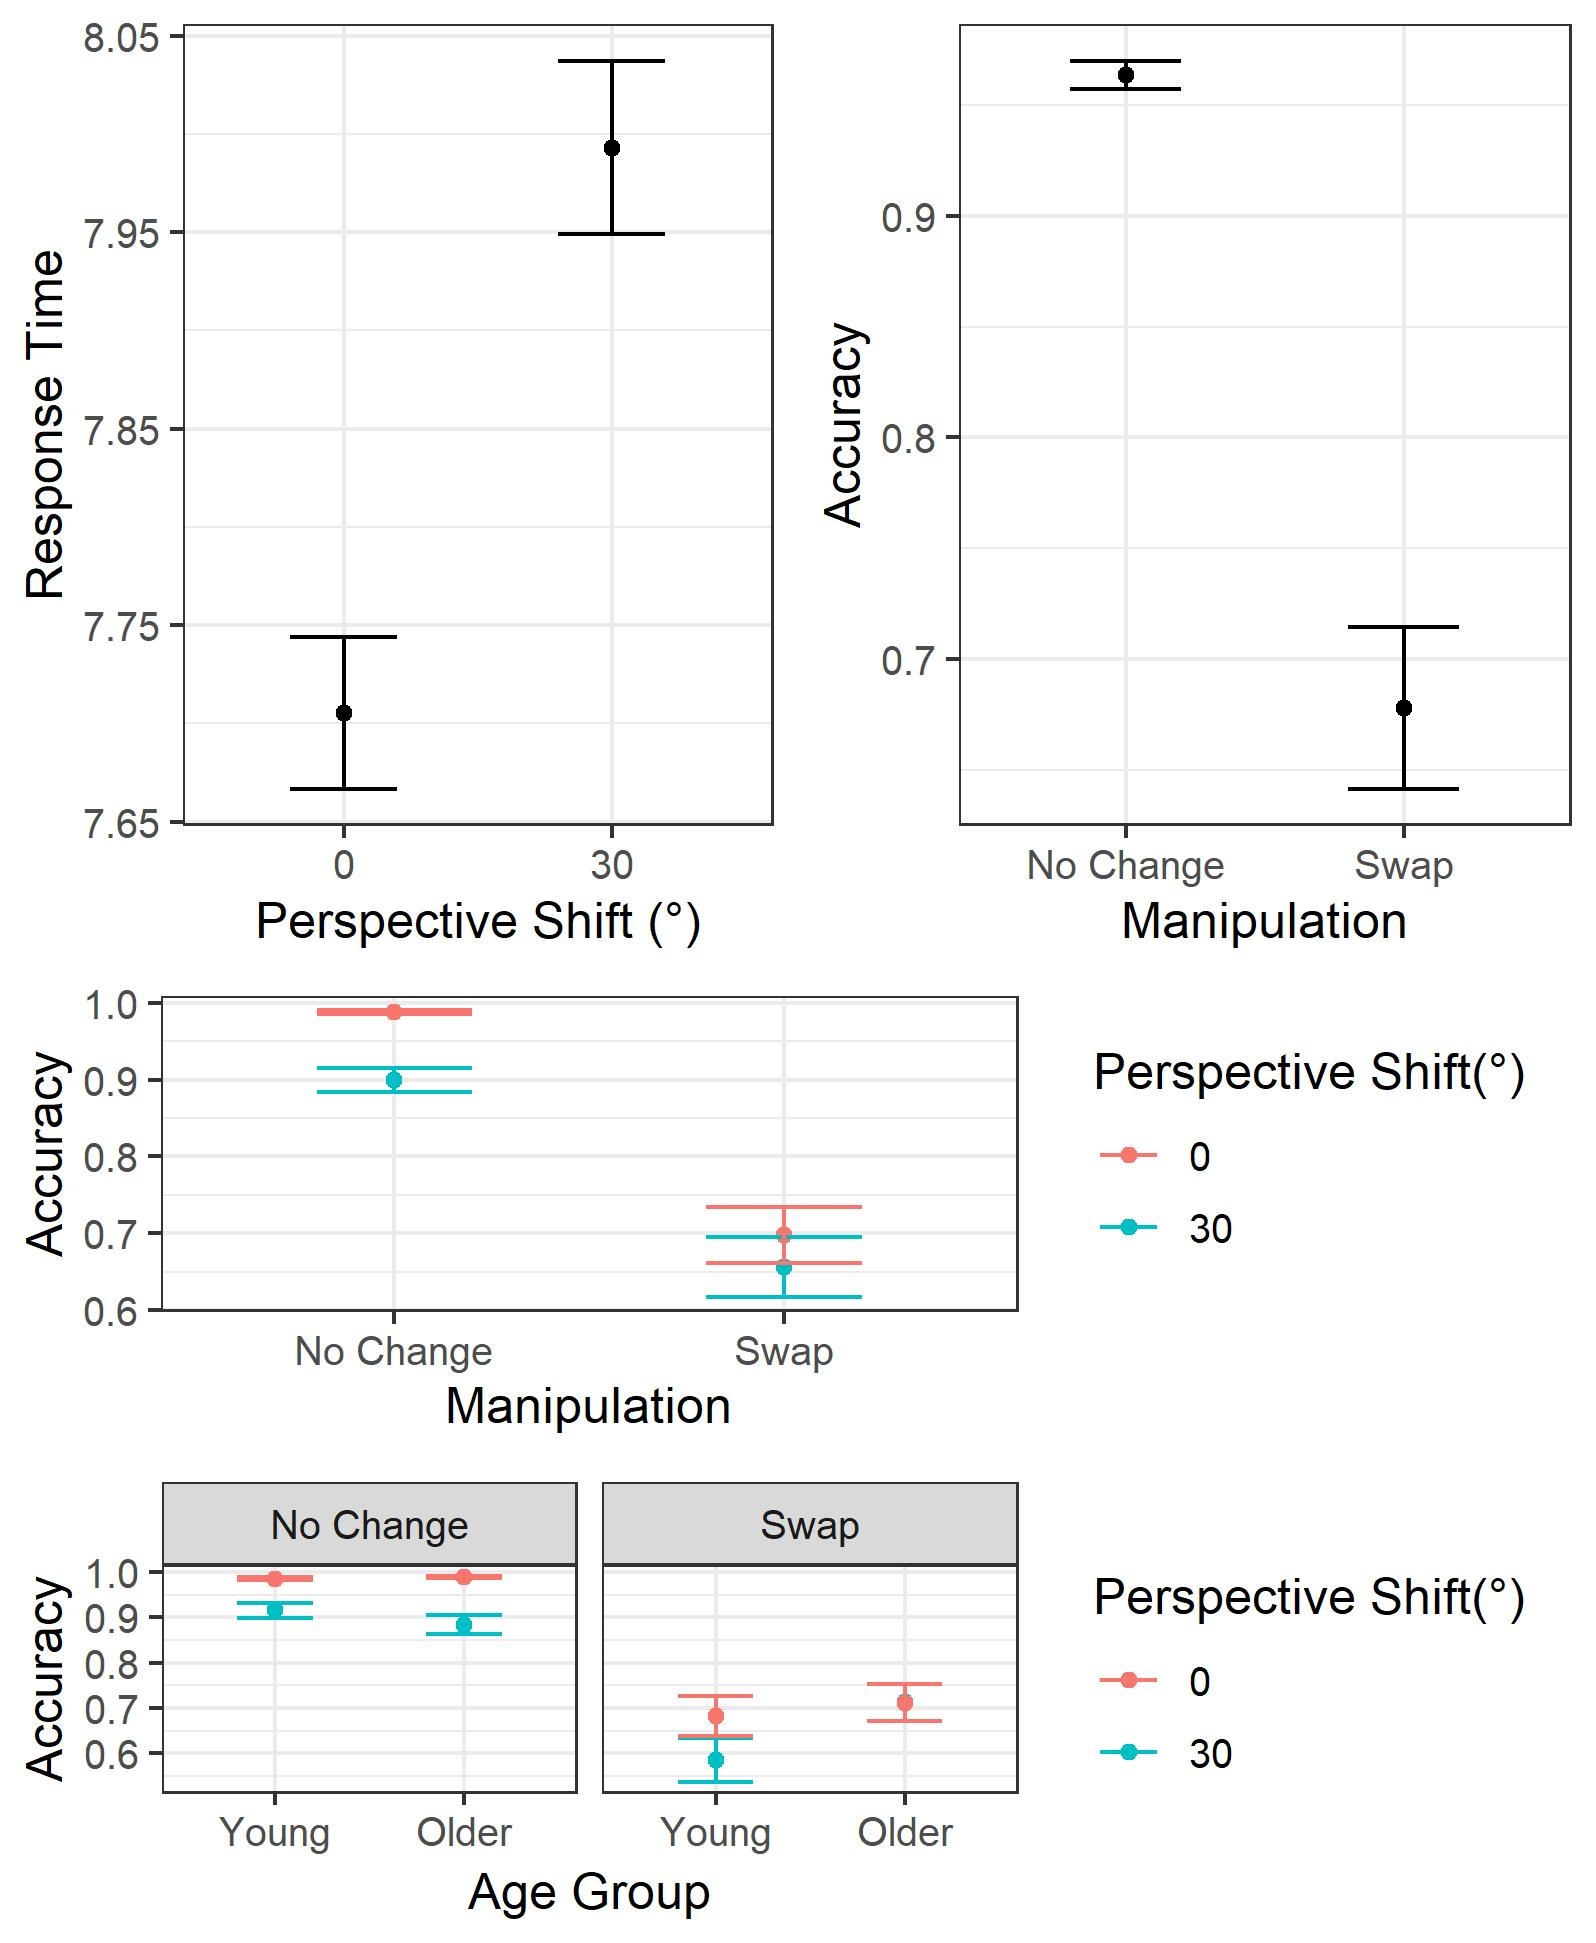 8.05
7.95
7.85
7.75
7.65
Response Time
0 30
Perspective Shift (°)
0.9
0.8
0.7
Accuracy
No Change Swap
Manipulation
1.0
0.9
0.8
0.7
0.6
Accuracy
No Change Swap
Manipulation
Perspective Shift(°)
0
30
No Change Swap
1.0
0.9
0.8
0.7
0.6
Accuracy
Young Older Young Older
Age Group
Perspective Shift(°)
0
30